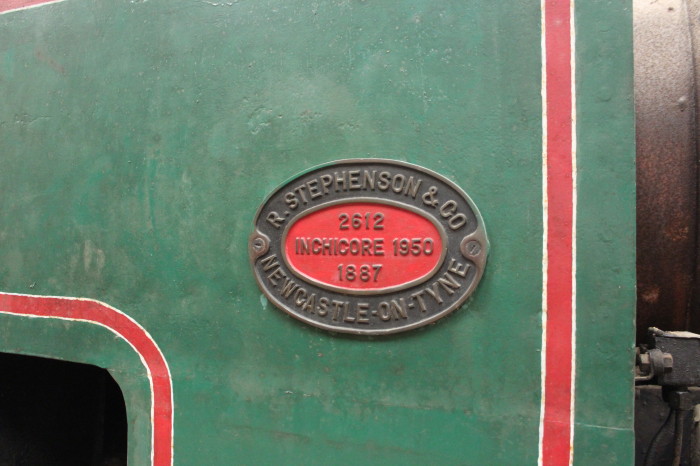 R. STEPHENSON & CO
2612
INCHICORE 1950
1887
NEWCASTLE-ON-TYNE